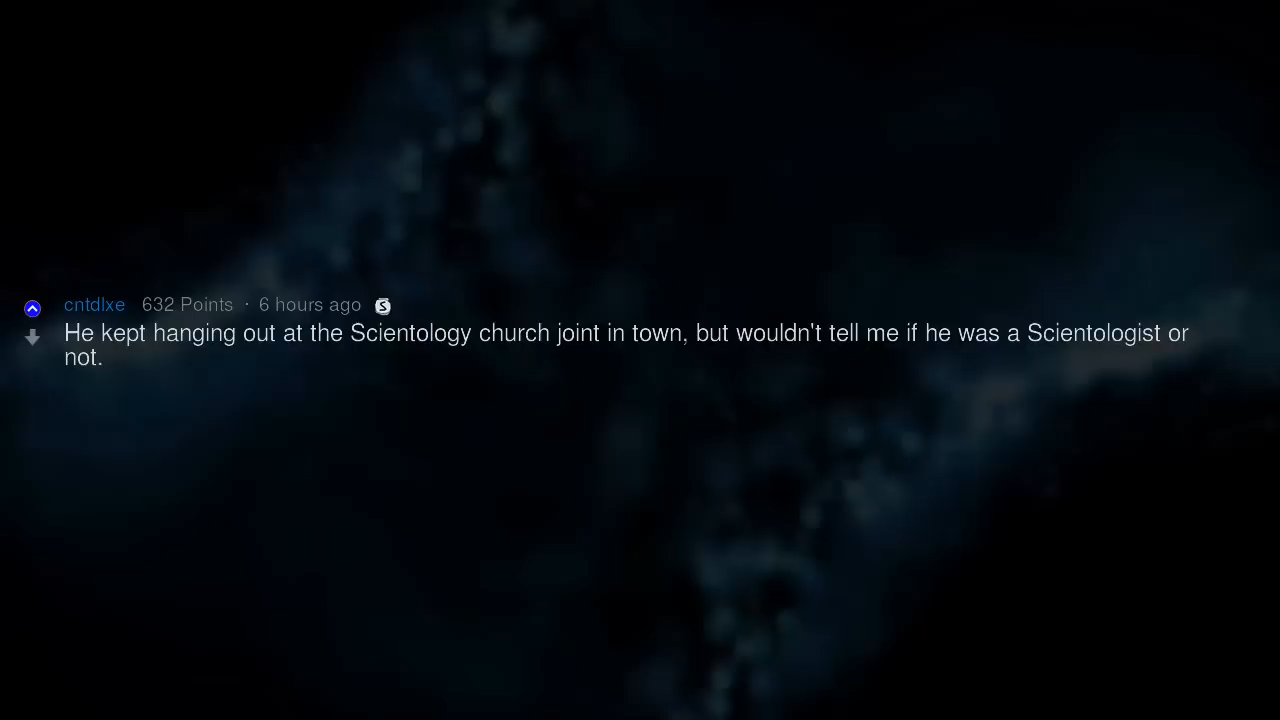 cntdlxe 632 Points · 6 hours ago S
He kept hanging out at the Scientology church joint in town, but wouldn't tell me if he was a Scientologist or
not.